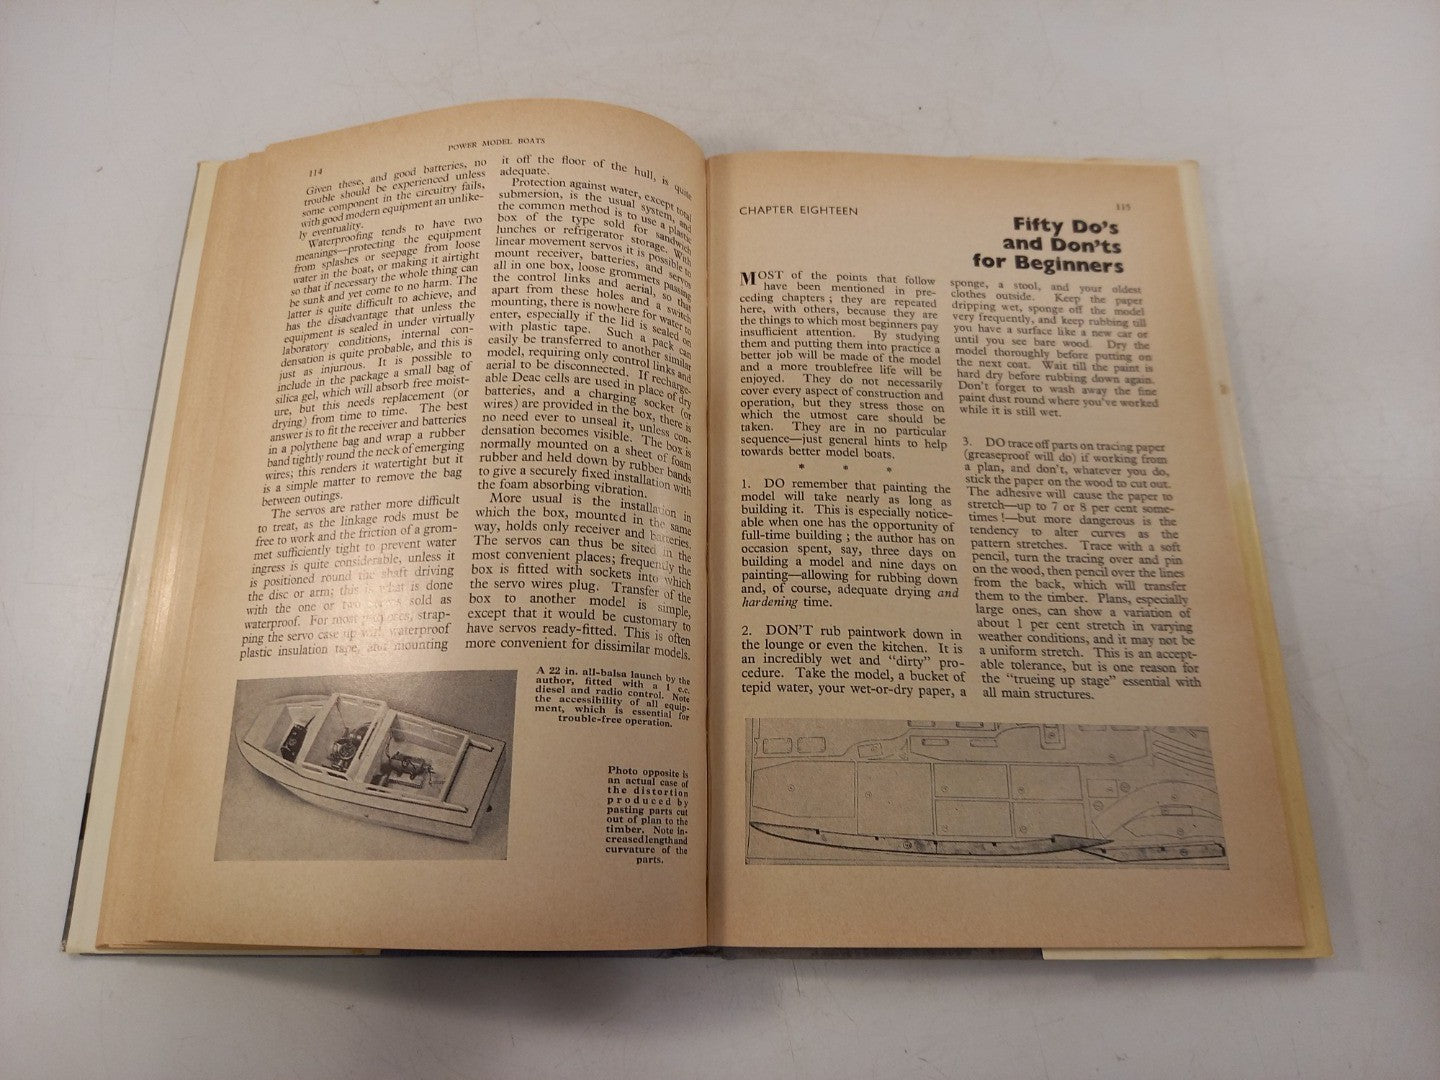 114
POWER MODEL BOATS
Given these, and good batteries, no
trouble should be experienced unless
some component in the circuitry fails,
with good modern equipment an unlike-
ly eventuality.
Waterproofing tends to have two
meanings—protecting the equipment
from splashes or seepage from loose
water in the boat, or making it airtight
so that if necessary the whole thing can
be sunk and yet come to no harm. The
latter is quite difficult to achieve, and
has the disadvantage that unless the
equipment is sealed in under virtually
laboratory conditions, internal con-
densation is quite probable, and this is
just as injurious. It is possible to
include in the package a small bag of
silica gel, which will absorb free moist-
ure, but this needs replacement (or
drying) from time to time. The best
answer is to fit the receiver and batteries
in a polythene bag and wrap a rubber
band tightly round the neck of emerging
wires; this renders it watertight but it
is a simple matter to remove the bag
between outings.
The servos are rather more difficult
to treat, as the linkage rods must be
free to work and the friction of a grom-
met sufficiently tight to prevent water
ingress is quite considerable, unless it
is positioned round the shaft driving
the disc or arm; this is done
with the one or sold as
waterproof. For most strap-
ping the servo case up with waterproof
plastic insulation tape, and mounting
it off the floor of the hull, is quite
adequate.
Protection against water, except total
submersion, is the usual system, and
the common method is to use a plastic
box of the type sold for sandwich
lunches or refrigerator storage. With
linear movement servos it is possible to
mount receiver, batteries, and servos
all in one box, loose grommets passing
the control links and aerial, so that
apart from these holes and a switch
mounting, there is nowhere for water to
enter, especially if the lid is sealed on
with plastic tape. Such a pack can
easily be transferred to another similar
model, requiring only control links and
aerial to be disconnected. If recharge-
able Deac cells are used in place of dry
batteries, and a charging socket (or
wires) are provided in the box, there is
no need ever to unseal it, unless con-
densation becomes visible. The box is
normally mounted on a sheet of foam
rubber and held down by rubber bands
to give a securely fixed installation with
the foam absorbing vibration.
More usual is the installation in
which the box, mounted in the same
way, holds only receiver and batteries.
The servos can thus be sited in the
most convenient places; frequently the
box is fitted with sockets into which
the servo wires plug. Transfer of the
box to another model is simple,
except that it would be customary to
have servos ready-fitted. This is often
more convenient for dissimilar models.
A 22 in. all-balsa launch by the
author, fitted with a 1 c.c.
diesel and radio control. Note
the accessibility of all equip-
ment, which is essential for
trouble-free operation.
Photo opposite is
an actual case of
the distortion
produced by
pasting parts cut
out of plan to the
timber. Note in-
creased length and
curvature of the
parts.
115
CHAPTER EIGHTEEN
Fifty Do's
and Don'ts
for Beginners
MOST of the points that follow
have been mentioned in pre-
ceding chapters; they are repeated
here, with others, because they are
the things to which most beginners pay
insufficient attention. By studying
them and putting them into practice a
better job will be made of the model
and a more troublefree life will be
enjoyed. They do not necessarily
cover every aspect of construction and
operation, but they stress those on
which the utmost care should be
taken. They are in no particular
sequence—just general hints to help
towards better model boats.
* * *
1. DO remember that painting the
model will take nearly as long as
building it. This is especially notice-
able when one has the opportunity of
full-time building; the author has on
occasion spent, say, three days on
building a model and nine days on
painting—allowing for rubbing down
and, of course, adequate drying and
hardening time.
2. DON'T rub paintwork down in
the lounge or even the kitchen. It is
an incredibly wet and "dirty" pro-
cedure. Take the model, a bucket of
tepid water, your wet-or-dry paper, a
sponge, a stool, and your oldest
clothes outside. Keep the paper
dripping wet, sponge off the model
very frequently, and keep rubbing till
you have a surface like a new car or
until you see bare wood. Dry the
model thoroughly before putting on
the next coat. Wait till the paint is
hard dry before rubbing down again.
Don't forget to wash away the fine
paint dust round where you've worked
while it is still wet.
3. DO trace off parts on tracing paper
(greaseproof will do) if working from
a plan, and don't, whatever you do,
stick the paper on the wood to cut out.
The adhesive will cause the paper to
stretch—up to 7 or 8 per cent some-
times!—but more dangerous is the
tendency to alter curves as the
pattern stretches. Trace with a soft
pencil, turn the tracing over and pin
on the wood, then pencil over the lines
from the back, which will transfer
them to the timber. Plans, especially
large ones, can show a variation of
about 1 per cent stretch in varying
weather conditions, and it may not be
a uniform stretch. This is an accept-
able tolerance, but is one reason for
the "trueing up stage" essential with
all main structures.